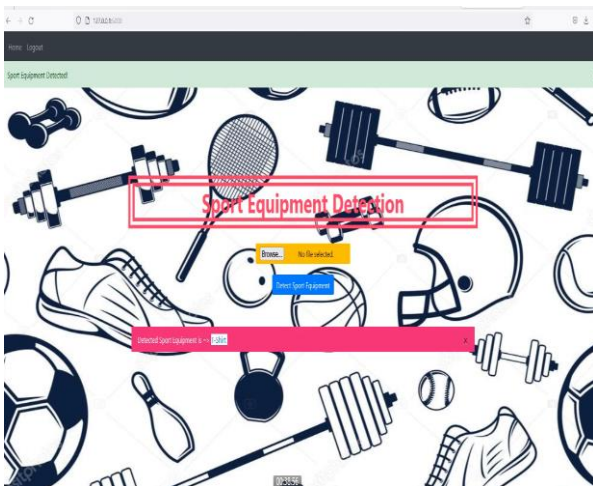 Home Logout
Sport Equipment Detected!
Sport Equipment Detection
Browse... No file selected.
Detect Sport Equipment
Detected Sport Equipment is --> T-Shirt x